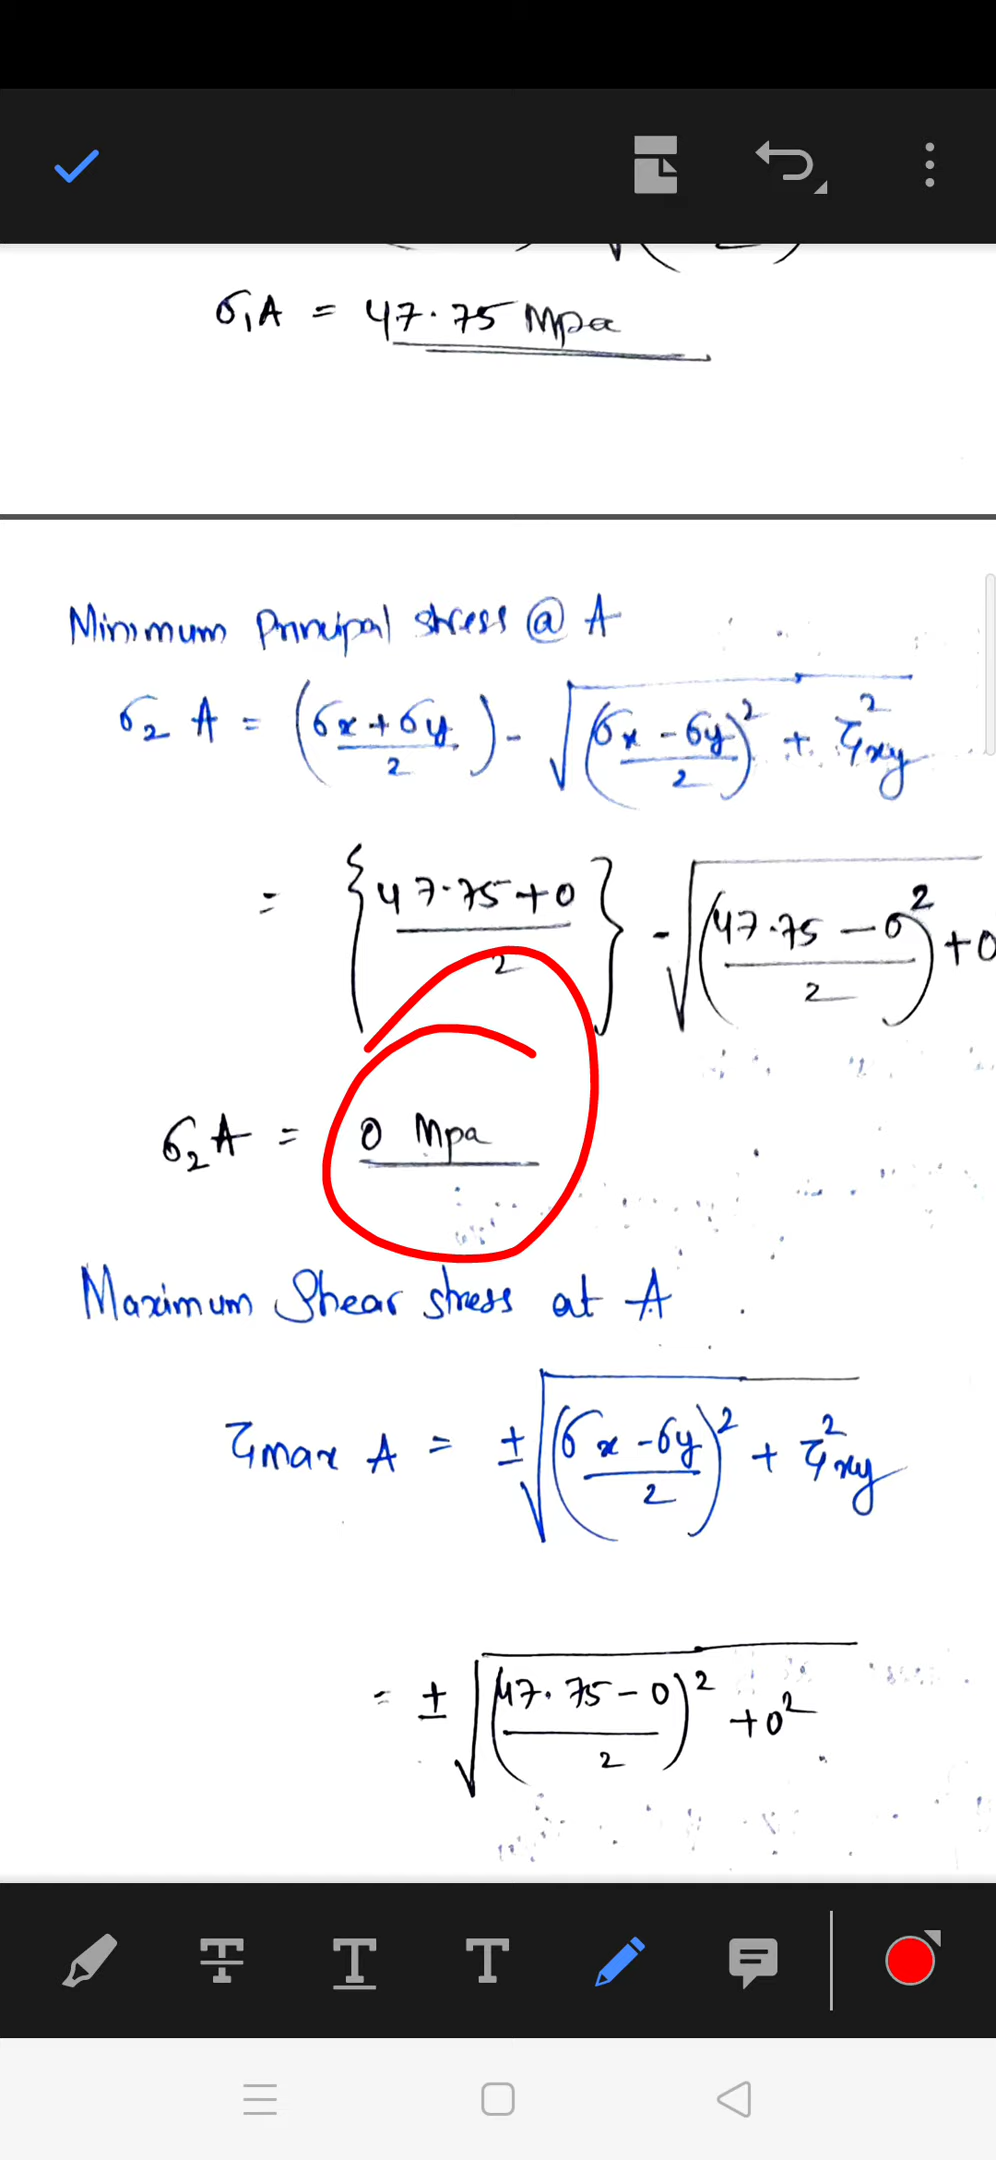 σ₁A = 47.75 Mpa
Minimum Principal stress @ A
σ₂ A = (σx + σy / 2) - √((σx - σy / 2)² + τ²xy)
= {47.75 + 0 / 2} - √((47.75 - 0 / 2)² + 0
σ₂A = 0 Mpa
Maximum Shear stress at A
τmax A = ± √((σx - σy / 2)² + τ²xy)
= ± √((47.75 - 0 / 2)² + 0²
T T T